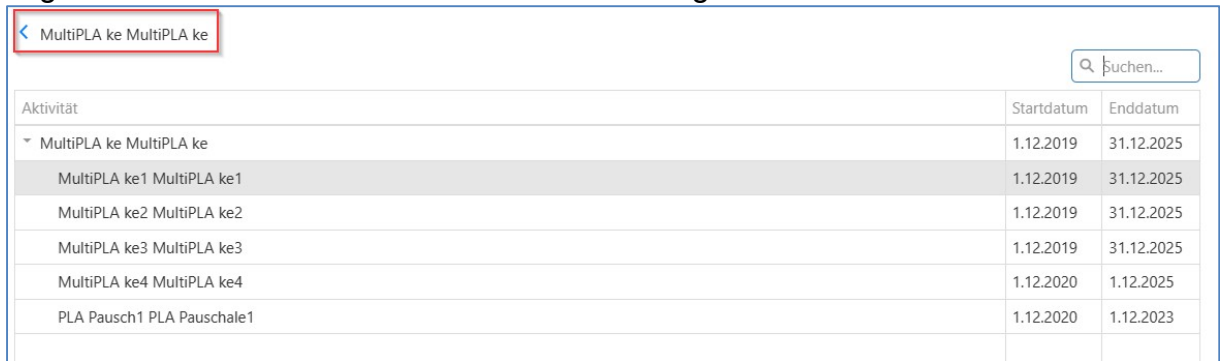 MultiPLA ke MultiPLA ke
Suchen...
Aktivität Startdatum Enddatum
MultiPLA ke MultiPLA ke 1.12.2019 31.12.2025
MultiPLA ke1 MultiPLA ke1 1.12.2019 31.12.2025
MultiPLA ke2 MultiPLA ke2 1.12.2019 31.12.2025
MultiPLA ke3 MultiPLA ke3 1.12.2019 31.12.2025
MultiPLA ke4 MultiPLA ke4 1.12.2020 1.12.2025
PLA Pausch1 PLA Pauschale1 1.12.2020 1.12.2023